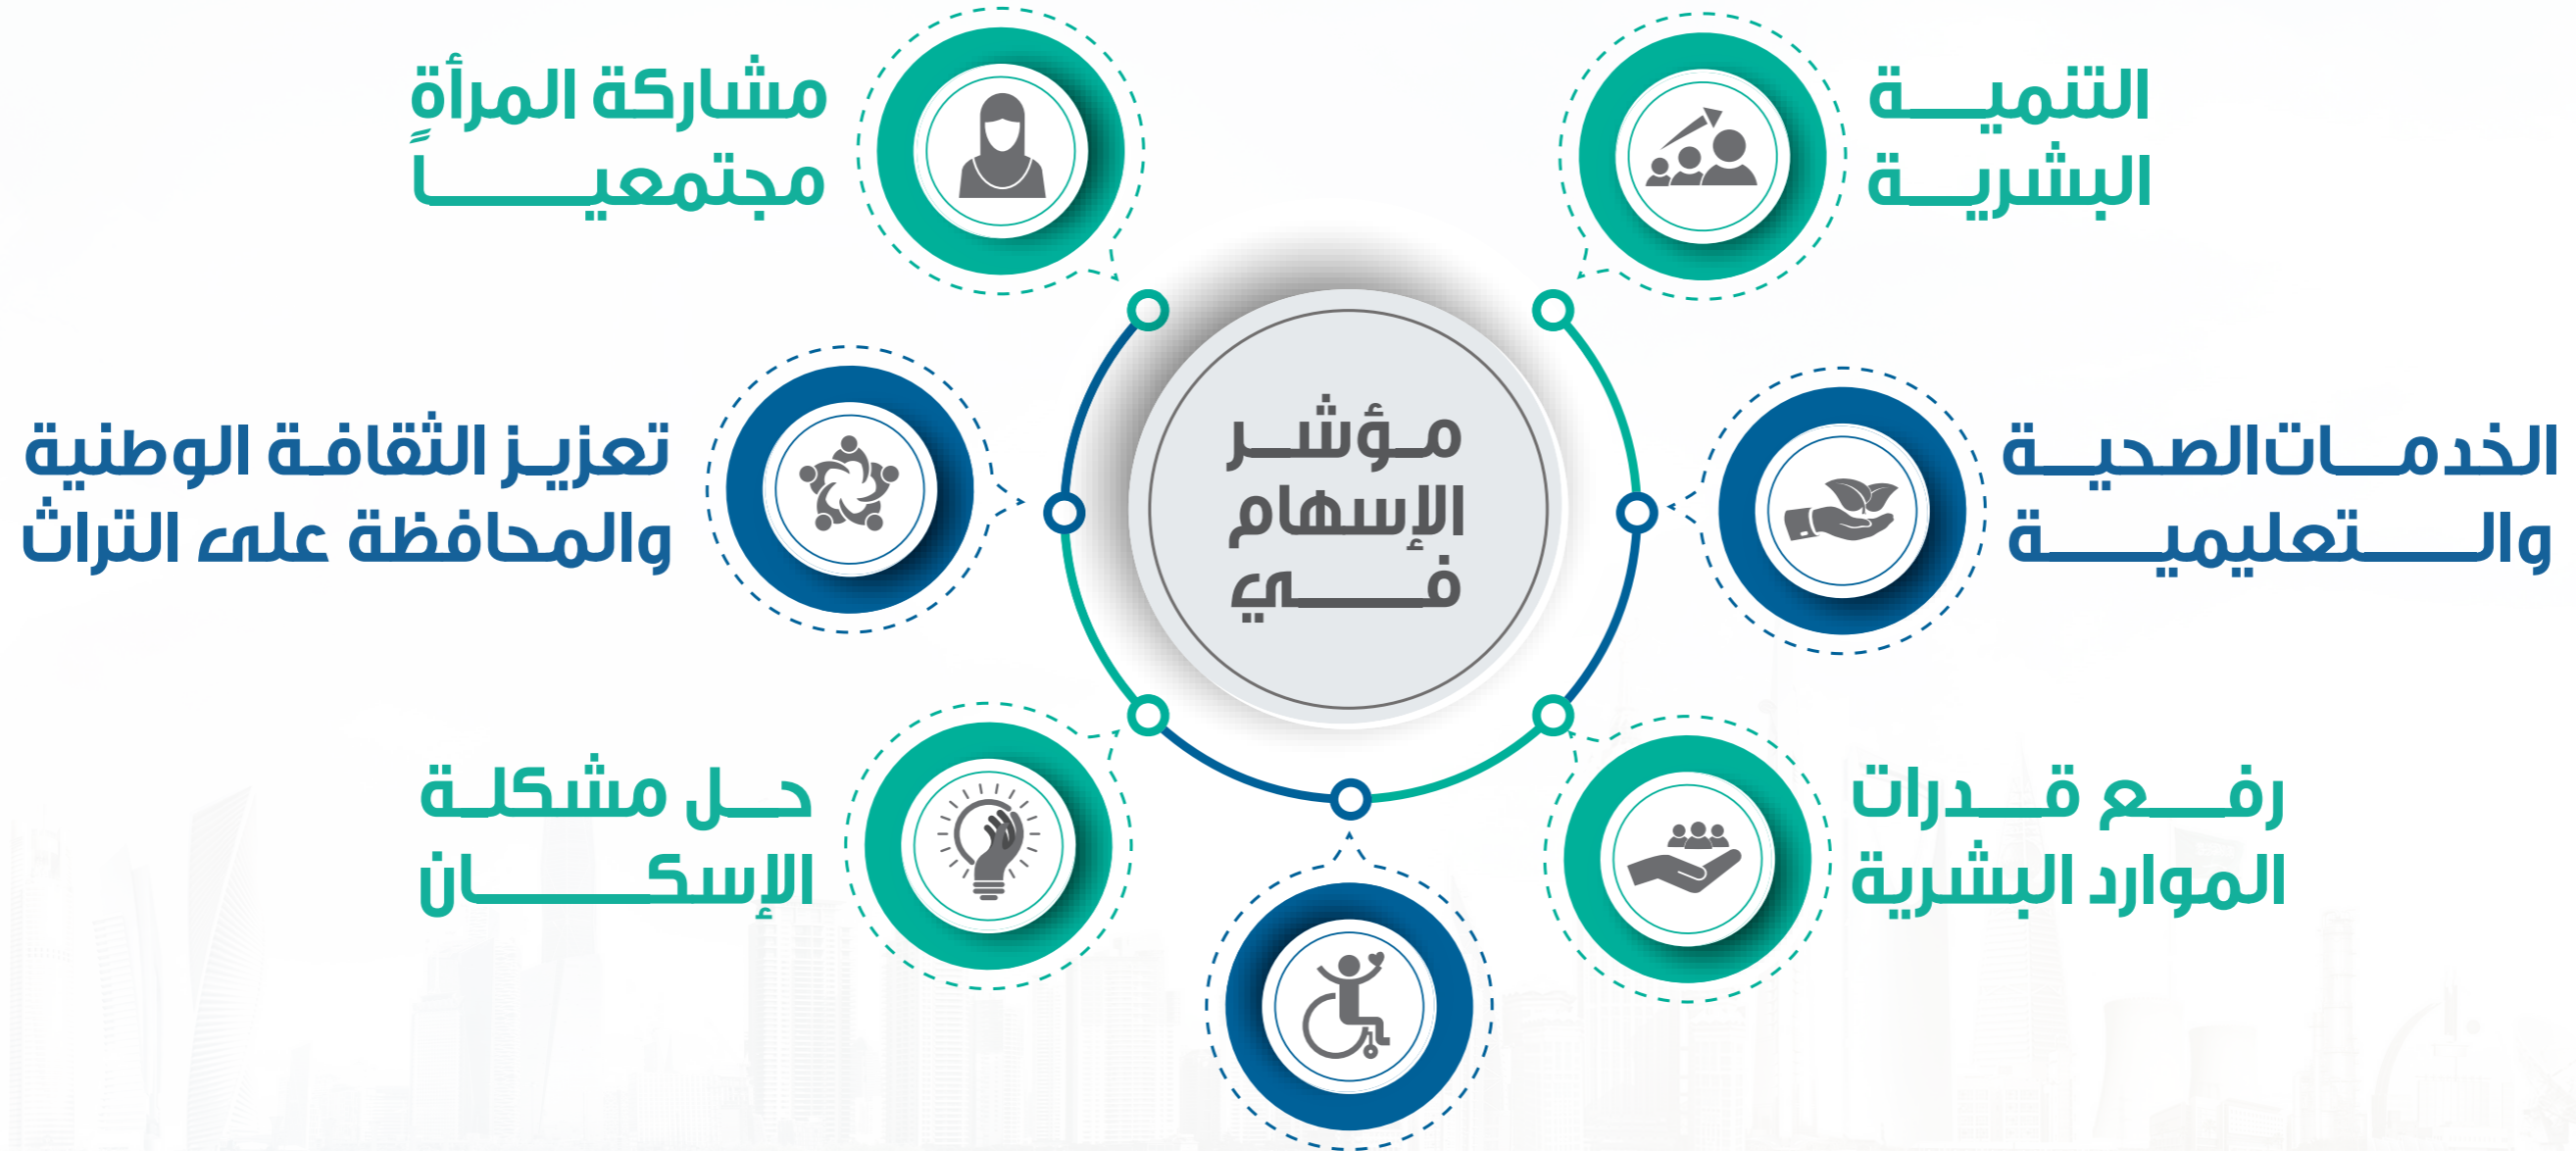 مؤشر
الإسهام
في
التنمية
البشرية
الخدمات الصحية
والتعليمية
رفع قدرات
الموارد البشرية
حل مشكلة
الإسكان
تعزيز الثقافة الوطنية
والمحافظة على التراث
مشاركة المرأة
مجتمعياً